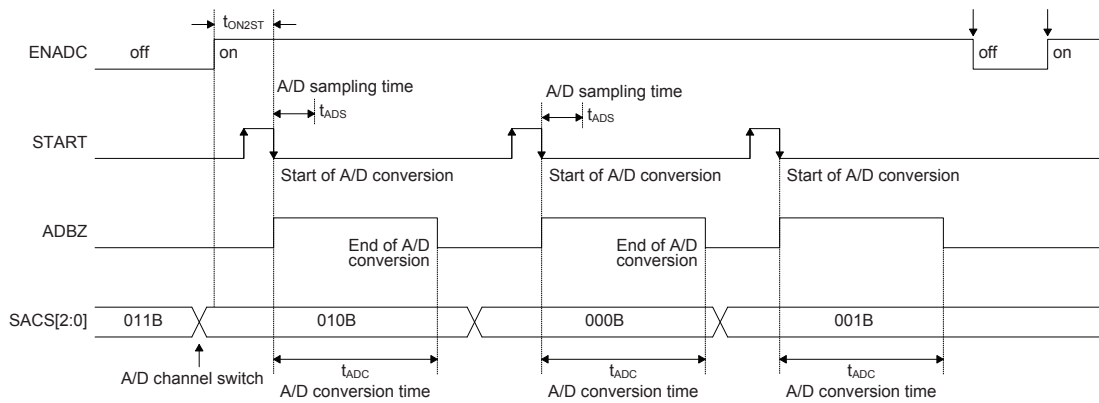 tON2ST
ENADC
off
on
off
on
A/D sampling time
tADS
A/D sampling time
tADS
START
Start of A/D conversion
Start of A/D conversion
Start of A/D conversion
ADBZ
End of A/D
conversion
End of A/D
conversion
SACS[2:0]
011B
010B
000B
001B
A/D channel switch
tADC
A/D conversion time
tADC
A/D conversion time
tADC
A/D conversion time